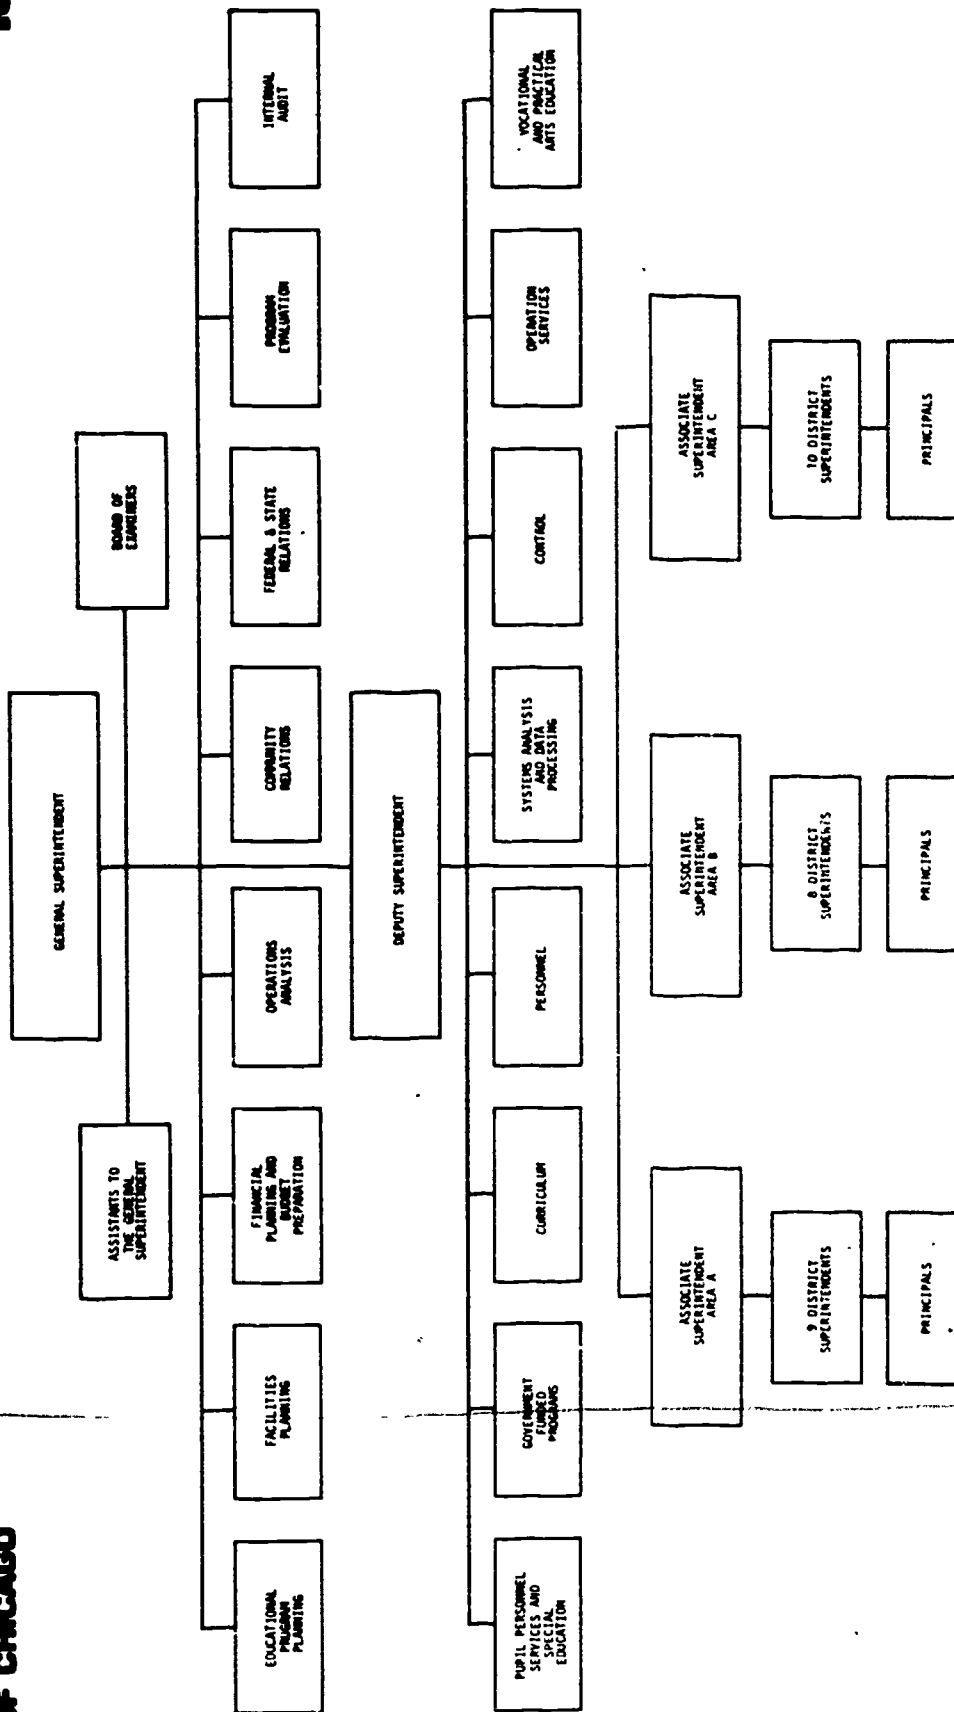 OF CHICAGO
GENERAL SUPERINTENDENT
ASSISTANTS TO
THE GENERAL
SUPERINTENDENT
BOARD OF
EXAMINERS
EDUCATIONAL
PROGRAM
PLANNING
FACILITIES
PLANNING
FINANCIAL
PLANNING AND
BUDGET
PREPARATION
OPERATIONS
ANALYSIS
COMMUNITY
RELATIONS
FEDERAL & STATE
RELATIONS
PROGRAM
EVALUATION
INTERNAL
AUDIT
DEPUTY SUPERINTENDENT
PUPIL PERSONNEL
SERVICES AND
SPECIAL
EDUCATION
GOVERNMENT
FUNDED
PROGRAMS
CURRICULUM
PERSONNEL
SYSTEMS ANALYSIS
AND DATA
PROCESSING
CONTROL
OPERATION
SERVICES
VOCATIONAL
AND PRACTICAL
ARTS EDUCATION
ASSOCIATE
SUPERINTENDENT
AREA A
ASSOCIATE
SUPERINTENDENT
AREA B
ASSOCIATE
SUPERINTENDENT
AREA C
9 DISTRICT
SUPERINTENDENTS
8 DISTRICT
SUPERINTENDENTS
10 DISTRICT
SUPERINTENDENTS
PRINCIPALS
PRINCIPALS
PRINCIPALS